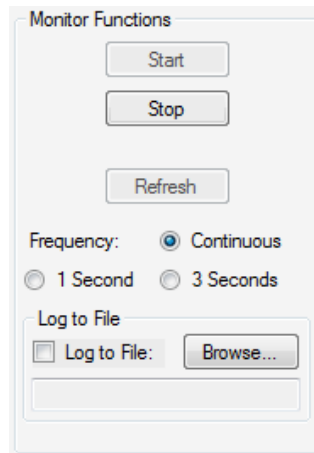 Monitor Functions
Start
Stop
Refresh
Frequency: Continuous
1 Second 3 Seconds
Log to File
Log to File: Browse...